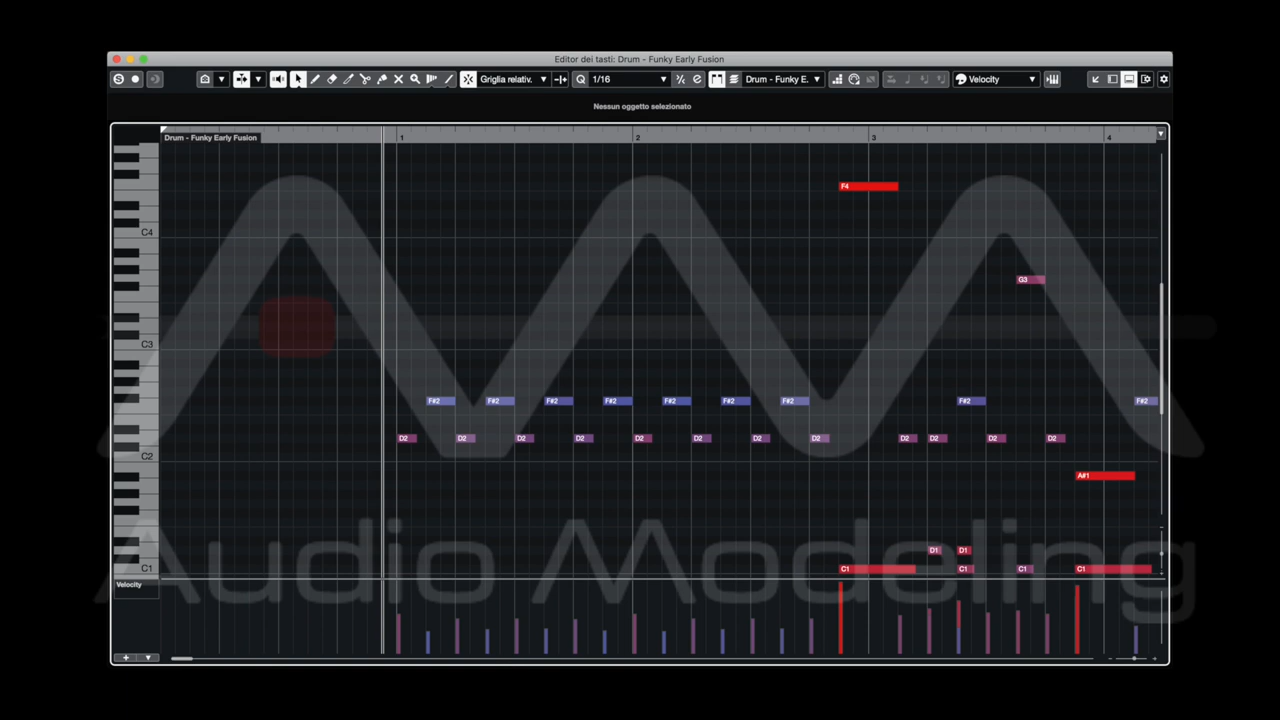 Editor dei tasti: Drum - Funky Early Fusion
S Griglia relativ. Q 1/16 Drum - Funky E. Velocity
Nessun oggetto selezionato
Drum - Funky Early Fusion 1 2 3 4
F4
C4
G3
C3
F#2 F#2 F#2 F#2 F#2 F#2 F#2 F#2 F#2
D2 D2 D2 D2 D2 D2 D2 D2 D2 D2 D2 D2
C2
A#1
D1 D1
C1 C1 C1 C1 C1
Velocity
Audio Modeling